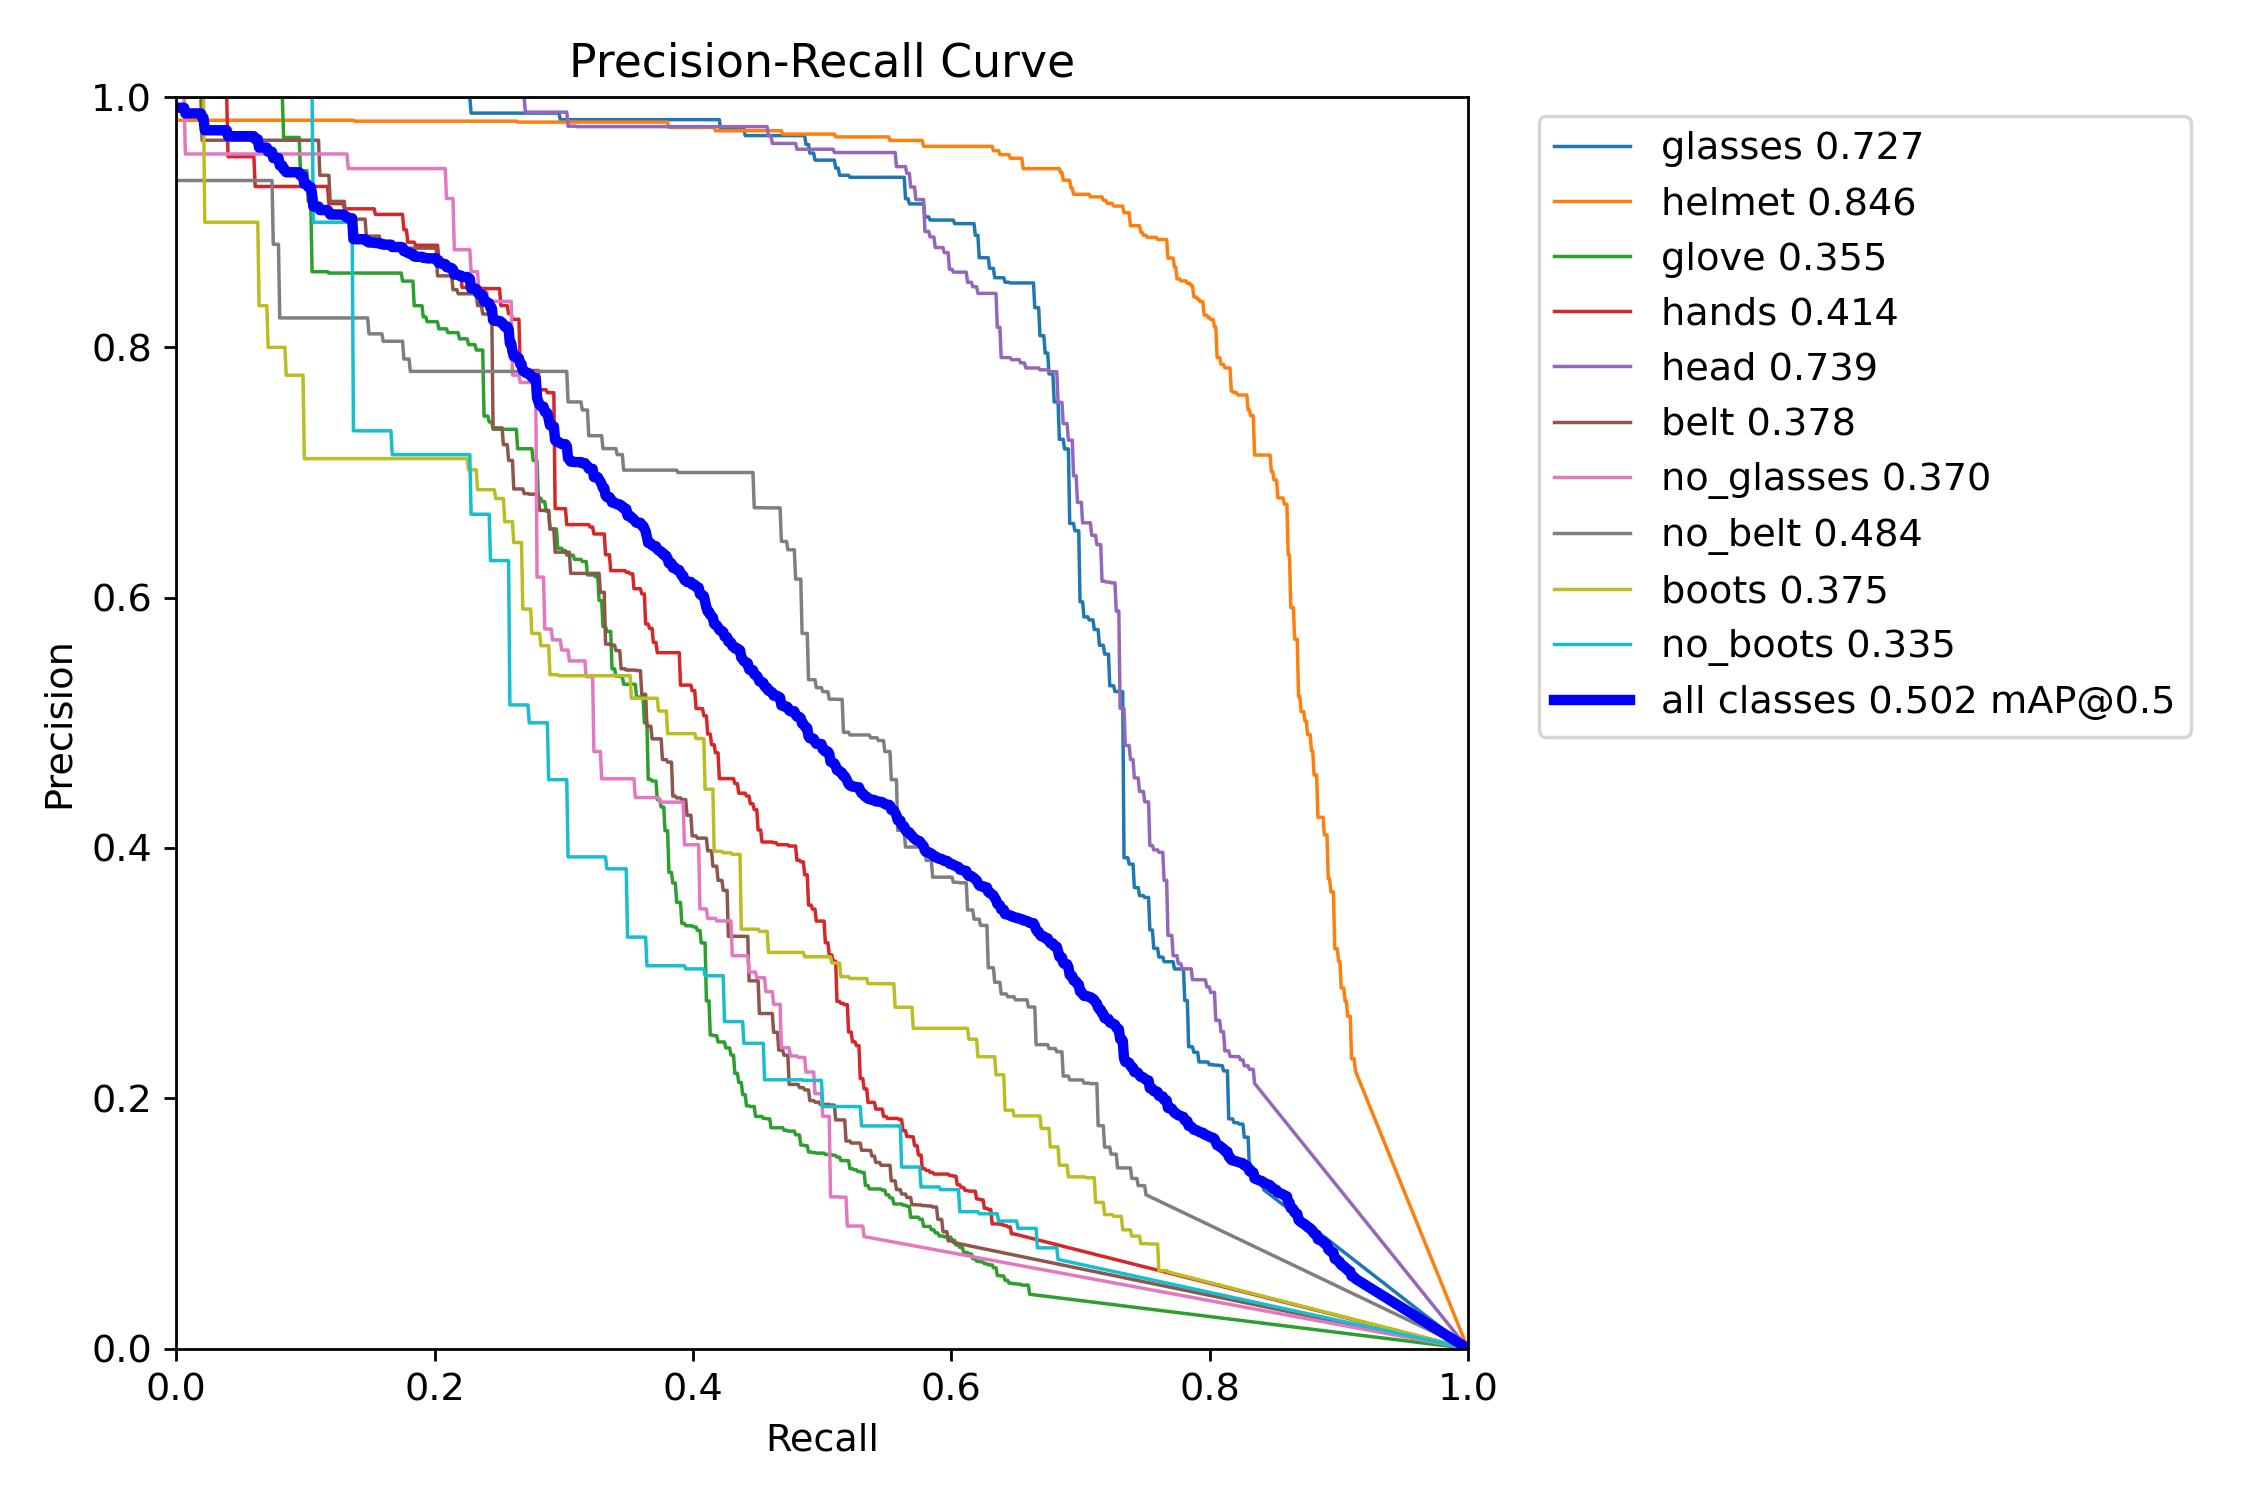 Precision-Recall Curve
1.0
0.8
0.6
0.4
0.2
0.0
Precision
0.0 0.2 0.4 0.6 0.8 1.0
Recall
glasses 0.727
helmet 0.846
glove 0.355
hands 0.414
head 0.739
belt 0.378
no_glasses 0.370
no_belt 0.484
boots 0.375
no_boots 0.335
all classes 0.502 mAP@0.5